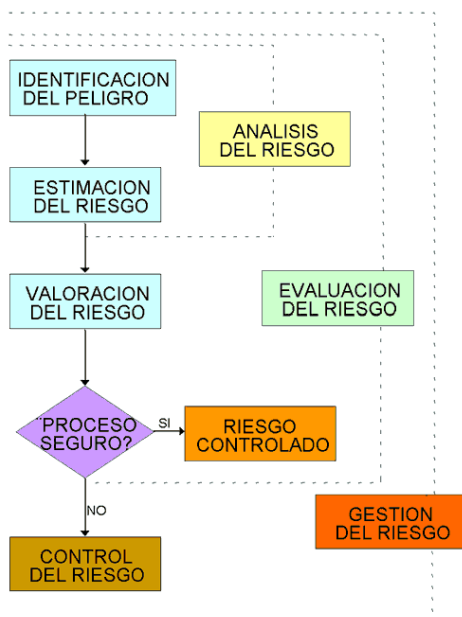 IDENTIFICACION
DEL PELIGRO
ANALISIS
DEL RIESGO
ESTIMACION
DEL RIESGO
VALORACION
DEL RIESGO
EVALUACION
DEL RIESGO
¨PROCESO
SEGURO?
SI
RIESGO
CONTROLADO
NO
GESTION
DEL RIESGO
CONTROL
DEL RIESGO